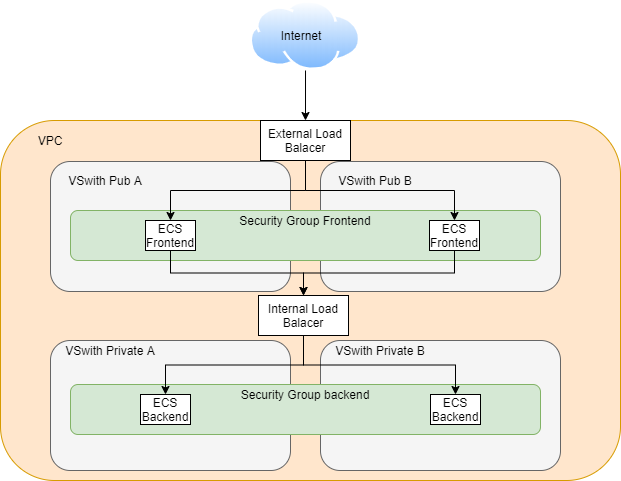 Internet
External Load
Balacer
VPC
VSwith Pub A
VSwith Pub B
Security Group Frontend
ECS
Frontend
ECS
Frontend
Internal Load
Balacer
VSwith Private A
VSwith Private B
Security Group backend
ECS
Backend
ECS
Backend